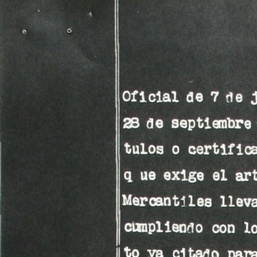 Oficial de 7 de j
28 de septiembre
tulos o certifica
q ue exige el art
Mercantiles lleva
cumpliendo con lo
to ya citado para